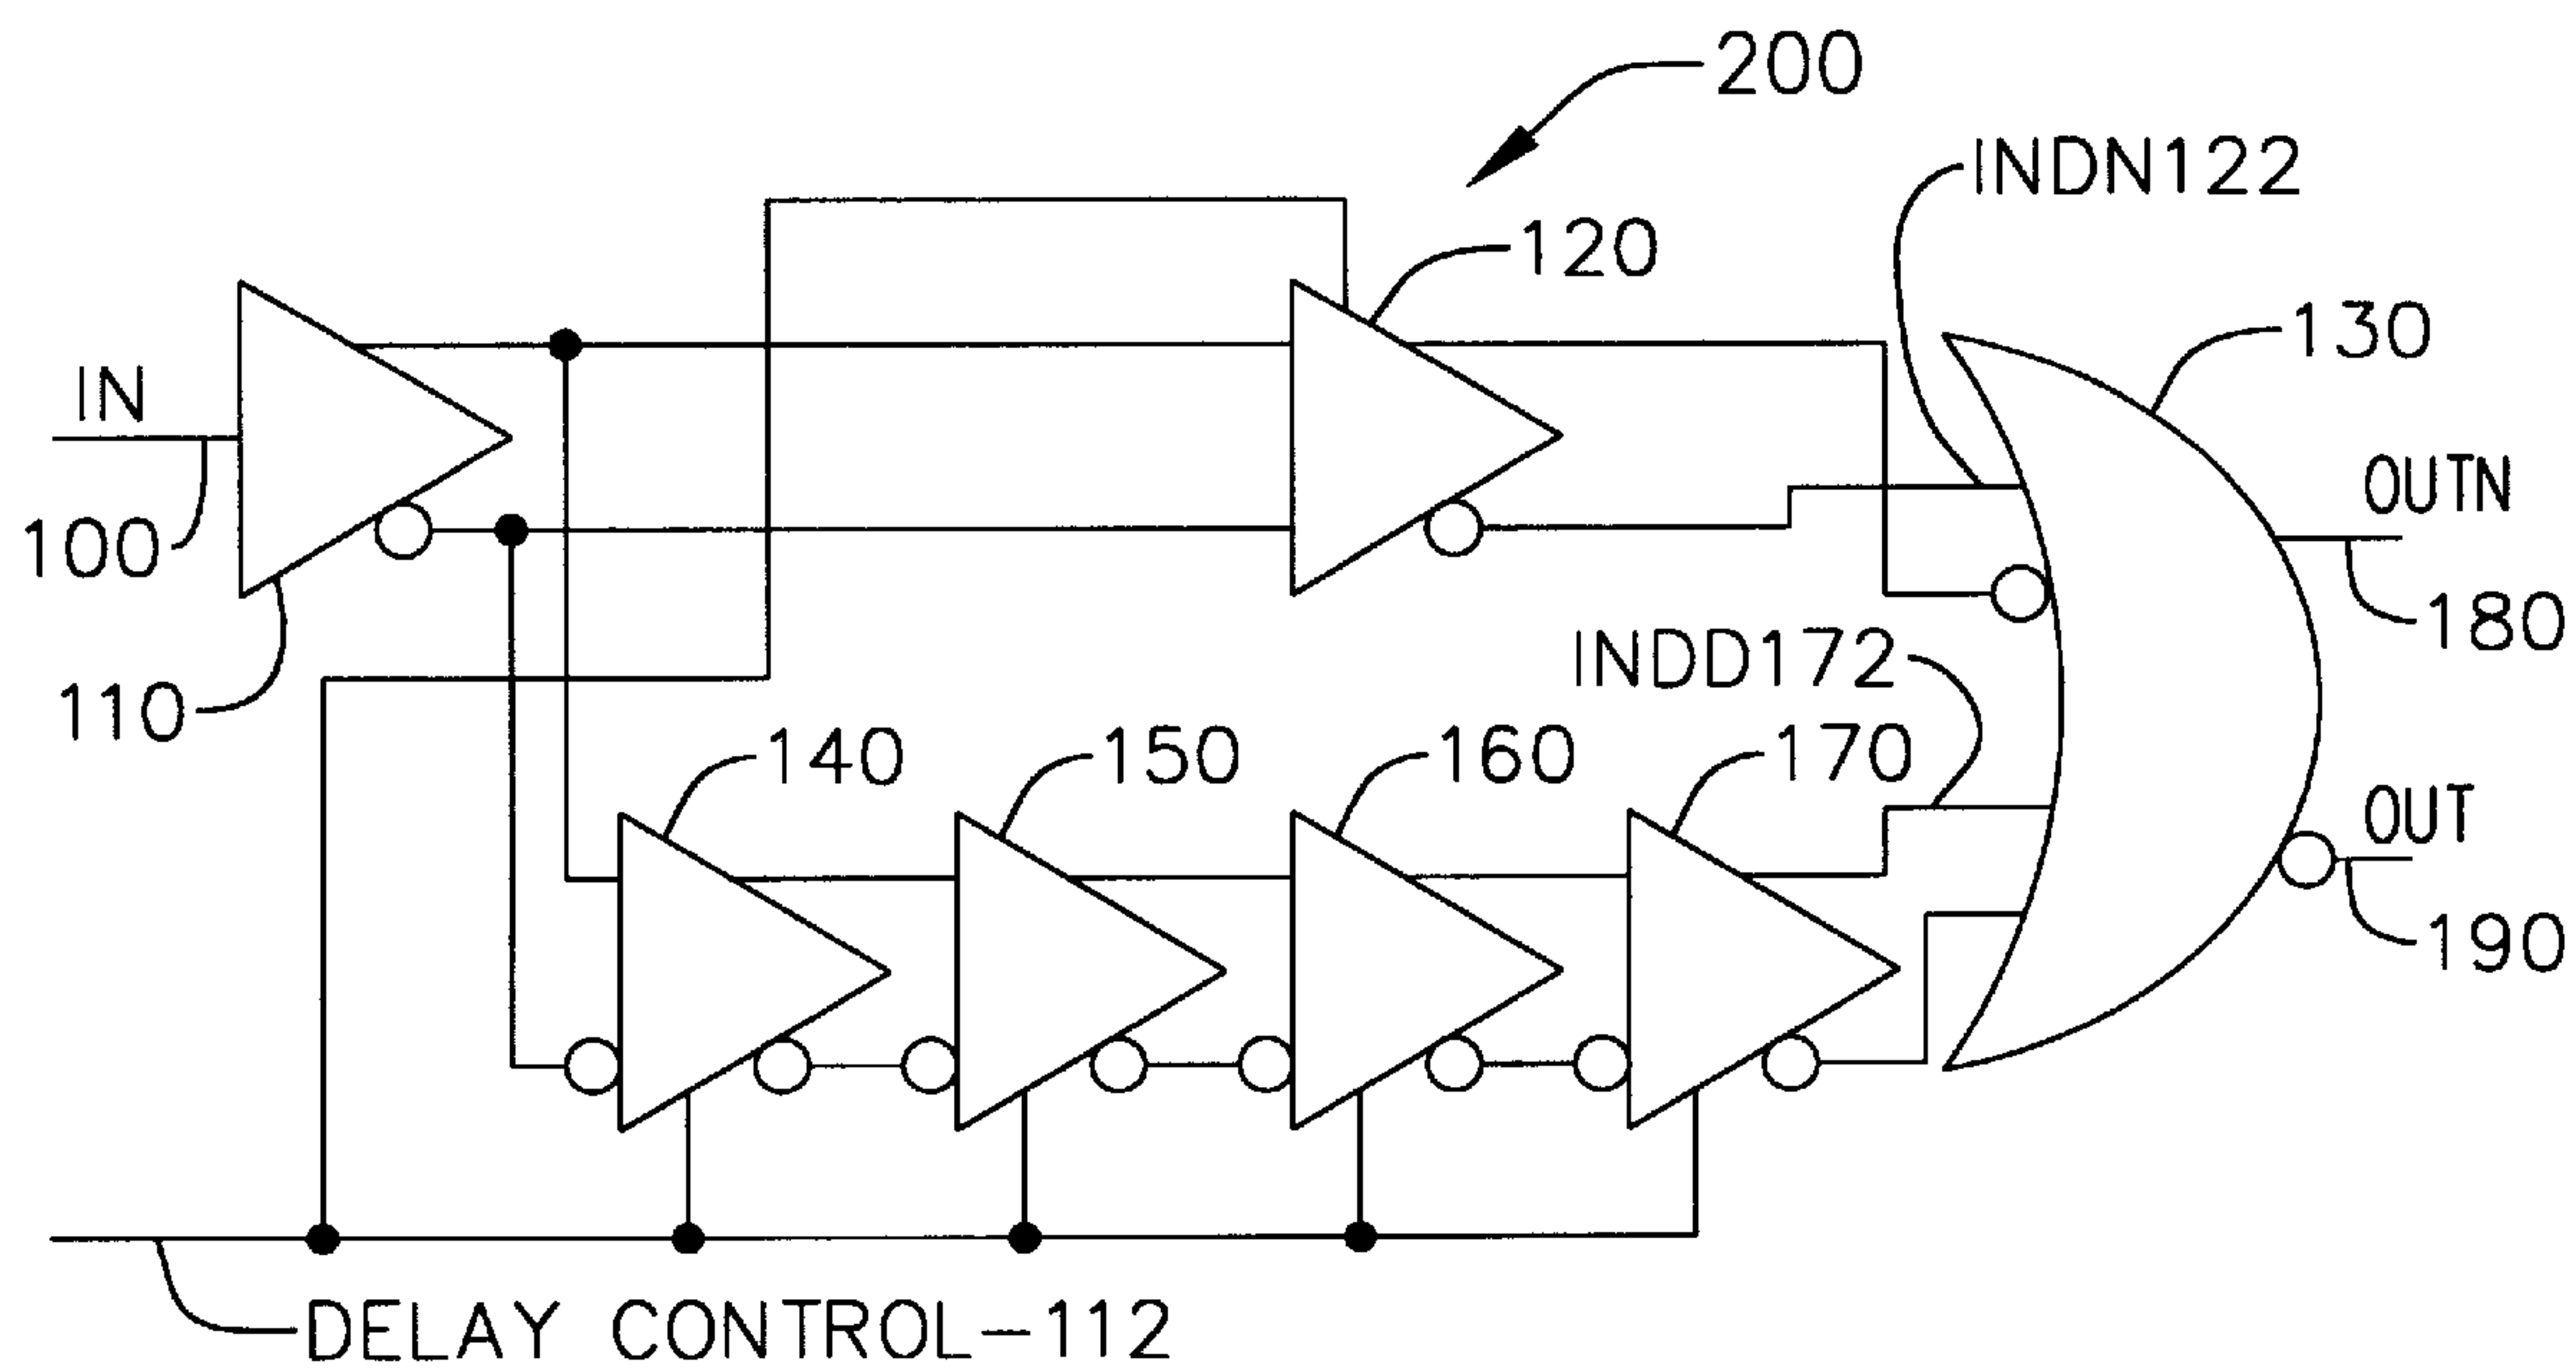 200
INDN122
120
130
IN
OUTN
100
180
INDD172
110
140
150
160
170
OUT
190
DELAY CONTROL-112